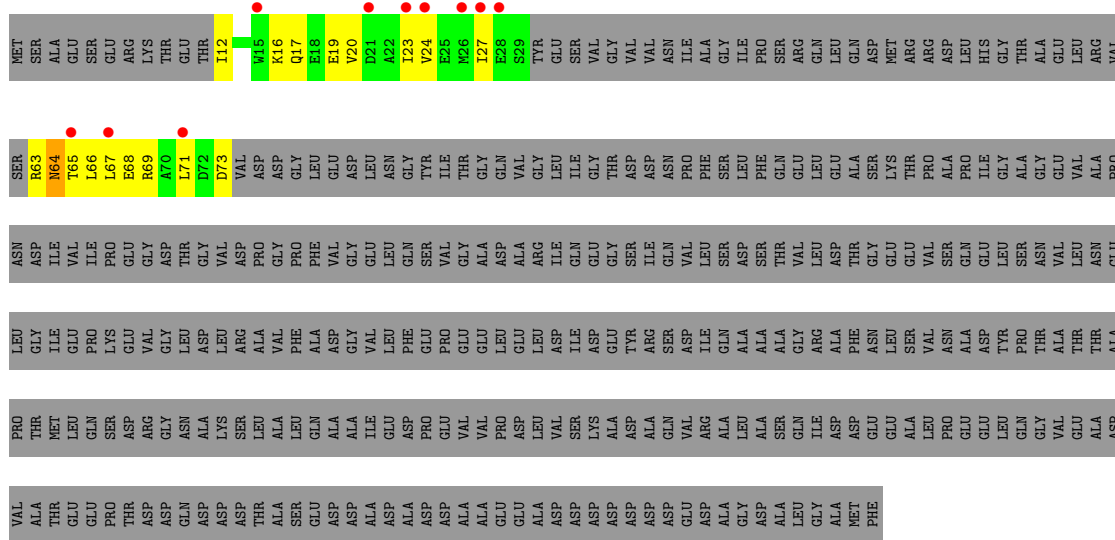 MET SER ALA GLU SER GLU ARG LYS THR GLU THR I12 W15 K16 Q17 E18 E19 V20 D21 A22 I23 V24 E25 M26 I27 E28 S29 TYR GLU SER VAL GLY VAL VAL ASN ILE ALA GLY ILE PRO SER ARG GLN LEU GLN ASP MET ARG ARG ASP LEU HIS GLY THR ALA GLU LEU ARG VAL
SER R63 N64 T65 L66 L67 E68 R69 A70 L71 D72 D73 VAL ASP ASP GLY LEU GLU ASP LEU ASN GLY TYR ILE THR GLY GLN VAL GLY LEU ILE GLY THR ASP ASP ASN PRO PHE SER LEU PHE GLN GLU LEU GLU ALA SER LYS THR PRO ALA PRO ILE GLY ALA GLY GLU VAL ALA PRO
ASN ASP ILE VAL ILE PRO GLU GLY ASP THR GLY VAL ASP PRO GLY PRO PHE VAL GLY GLU LEU GLN SER VAL GLY ALA ASP ALA ARG ILE GLN GLU GLY SER ILE GLN VAL LEU SER ASP SER THR VAL LEU ASP THR GLY GLU GLU VAL SER GLN GLU LEU SER ASN VAL LEU ASN GLU
LEU GLY ILE GLU PRO LYS GLU VAL GLY LEU ASP LEU ARG ALA VAL PHE ALA ASP GLY VAL LEU PHE GLU PRO GLU GLU LEU GLU LEU ASP ILE ASP GLU TYR ARG SER ASP ILE GLN ALA ALA ALA GLY ARG ALA PHE ASN LEU SER VAL ASN ALA ASP TYR PRO THR ALA THR THR ALA
PRO THR MET LEU GLN SER ASP ARG GLY ASN ALA LYS SER LEU ALA LEU GLN ALA ALA ILE GLU ASP PRO GLU VAL VAL PRO ASP LEU VAL SER LYS ALA ASP ALA GLN VAL ARG ALA LEU ALA SER GLN ILE ASP ASP GLU GLU ALA LEU PRO GLU GLU LEU GLN GLY VAL GLU ALA ASP
VAL ALA THR GLU GLU PRO THR ASP ASP GLN ASP ASP ASP THR ALA SER GLU ASP ASP ALA ASP ALA ASP ASP ALA ALA GLU GLU ALA ASP ASP ASP ASP ASP ASP GLU ASP ALA GLY ASP ALA LEU GLY ALA MET PHE